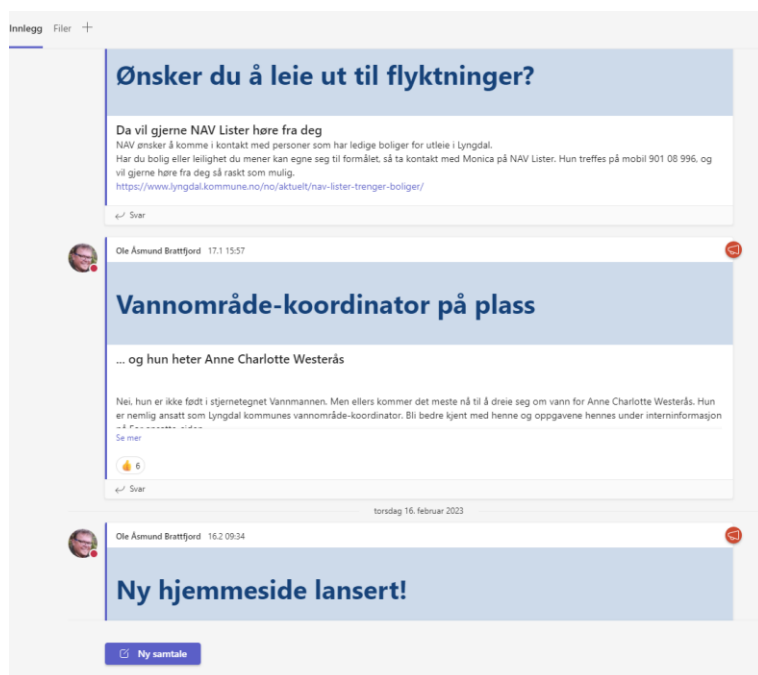 Innlegg Filer
Ønsker du å leie ut til flyktninger?
Da vil gjerne NAV Lister høre fra deg
NAV ønsker å komme i kontakt med personer som har ledige boliger for utleie i Lyngdal.
Har du bolig eller leilighet du mener kan egne seg til formålet, så ta kontakt med Monica på NAV Lister. Hun treffes på mobil 901 08 996, og
vil gjerne høre fra deg så raskt som mulig.
https://www.lyngdal.kommune.no/no/aktuelt/nav-lister-trenger-boliger/
Svar
Ole Åsmund Brattfjord 17.1 15:57
Vannområde-koordinator på plass
... og hun heter Anne Charlotte Westerås
Nei, hun er ikke født i stjernetegnet Vannmannen. Men ellers kommer det meste nå til å dreie seg om vann for Anne Charlotte Westerås. Hun
er nemlig ansatt som Lyngdal kommunes vannområde-koordinator. Bli bedre kjent med henne og oppgavene hennes under interninformasjon
Se mer
6
Svar
torsdag 16. februar 2023
Ole Åsmund Brattfjord 16.2 09:34
Ny hjemmeside lansert!
Ny samtale